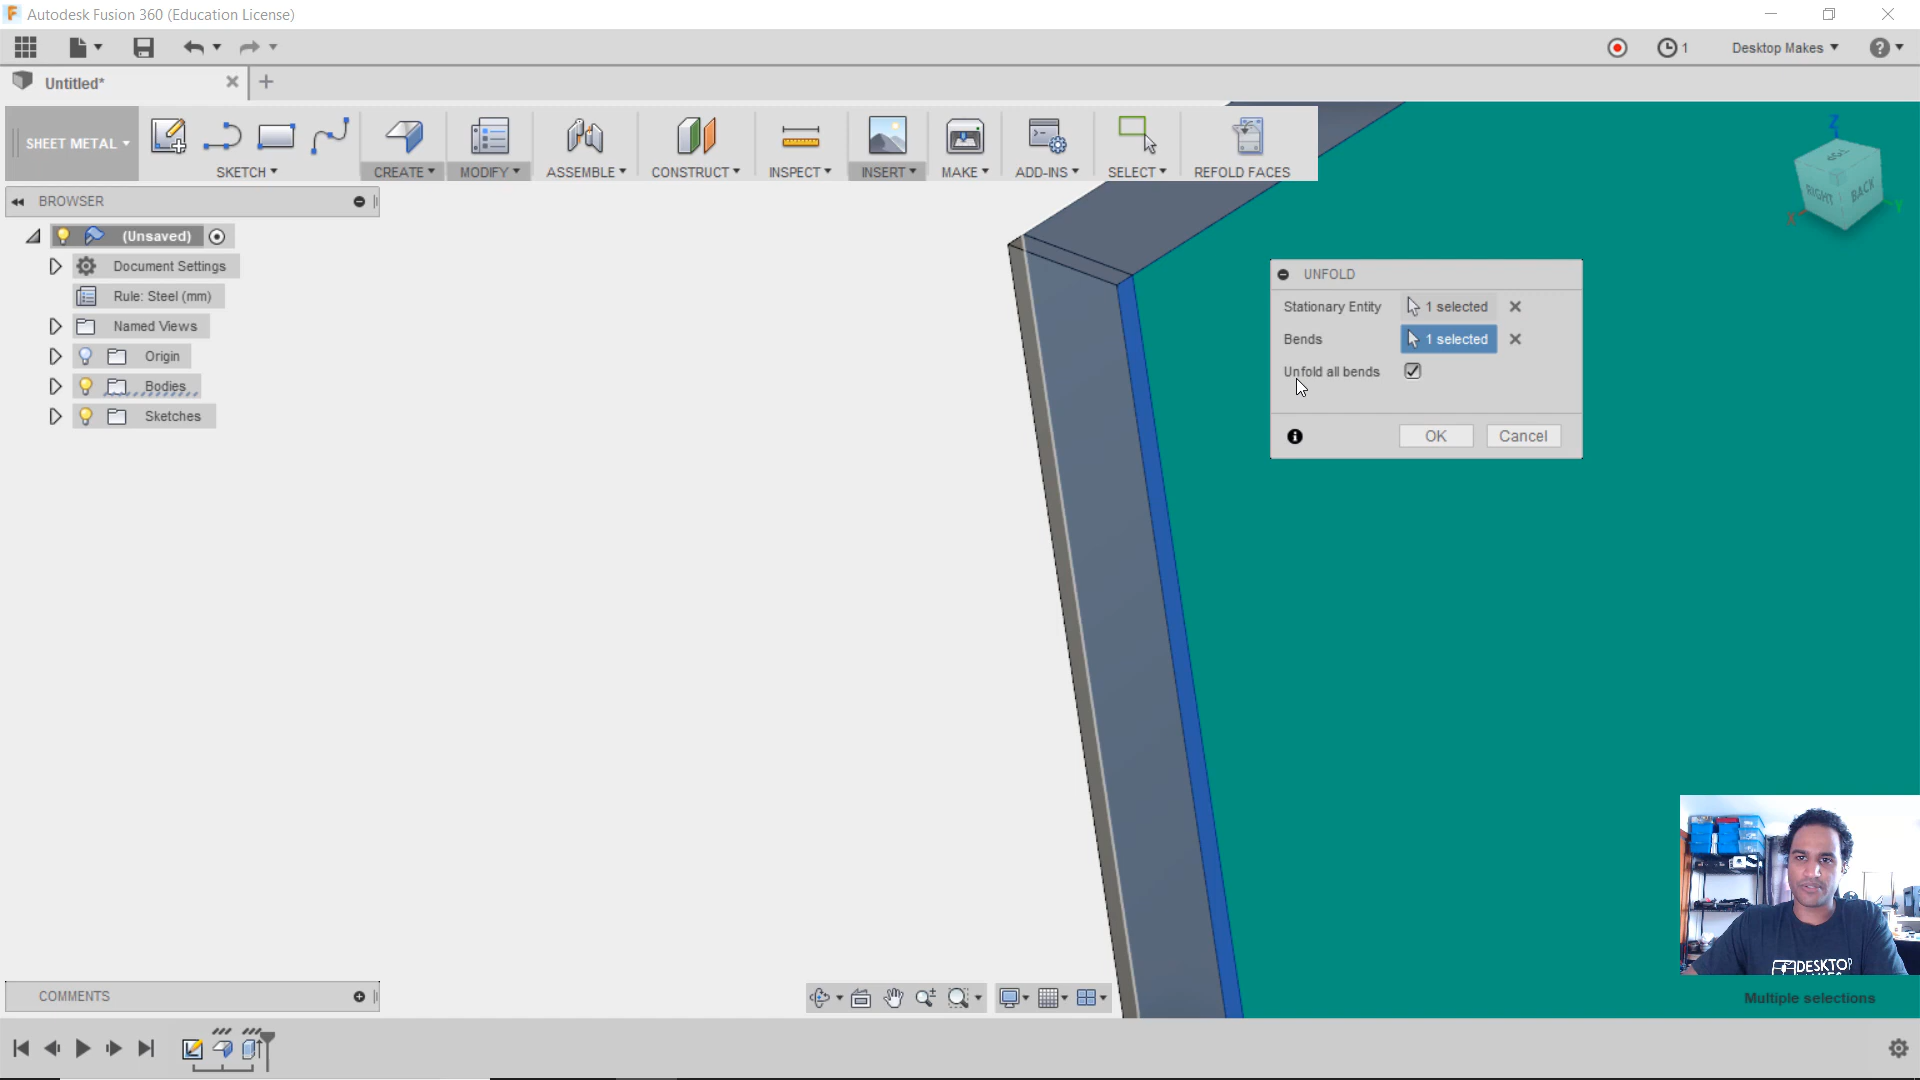 Autodesk Fusion 360 (Education License)
1
Desktop Makes
Untitled*
SHEET METAL
SKETCH
CREATE
MODIFY
ASSEMBLE
CONSTRUCT
INSPECT
INSERT
MAKE
ADD-INS
SELECT
REFOLD FACES
BROWSER
(Unsaved)
Document Settings
Rule: Steel (mm)
Named Views
Origin
Bodies
Sketches
Z
RIGHT
BACK
X
Y
UNFOLD
Stationary Entity 1 selected
Bends 1 selected
Unfold all bends
OK Cancel
DESKTOP
Multiple selections
COMMENTS